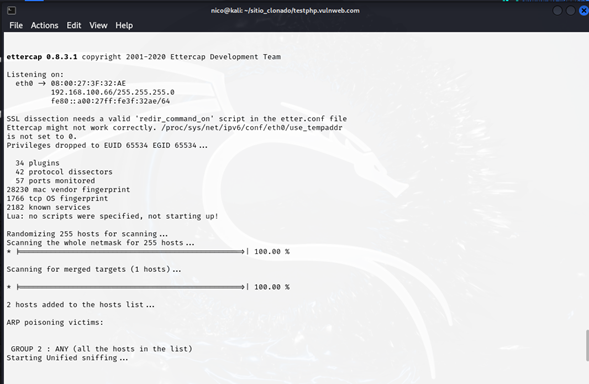 nico@kali: ~/sitio_clonado/testphp.vulnweb.com
File Actions Edit View Help
ettercap 0.8.3.1 copyright 2001-2020 Ettercap Development Team
Listening on:
eth0 -> 08:00:27:3F:32:AE
192.168.100.66/255.255.255.0
fe80::a00:27ff:fe3f:32ae/64
SSL dissection needs a valid 'redir_command_on' script in the etter.conf file
Ettercap might not work correctly. /proc/sys/net/ipv6/conf/eth0/use_tempaddr
is not set to 0.
Privileges dropped to EUID 65534 EGID 65534...
34 plugins
42 protocol dissectors
57 ports monitored
28230 mac vendor fingerprint
1766 tcp OS fingerprint
2182 known services
Lua: no scripts were specified, not starting up!
Randomizing 255 hosts for scanning...
Scanning the whole netmask for 255 hosts...
* |==================================================>| 100.00 %
Scanning for merged targets (1 hosts)...
* |==================================================>| 100.00 %
2 hosts added to the hosts list...
ARP poisoning victims:
GROUP 2 : ANY (all the hosts in the list)
Starting Unified sniffing...